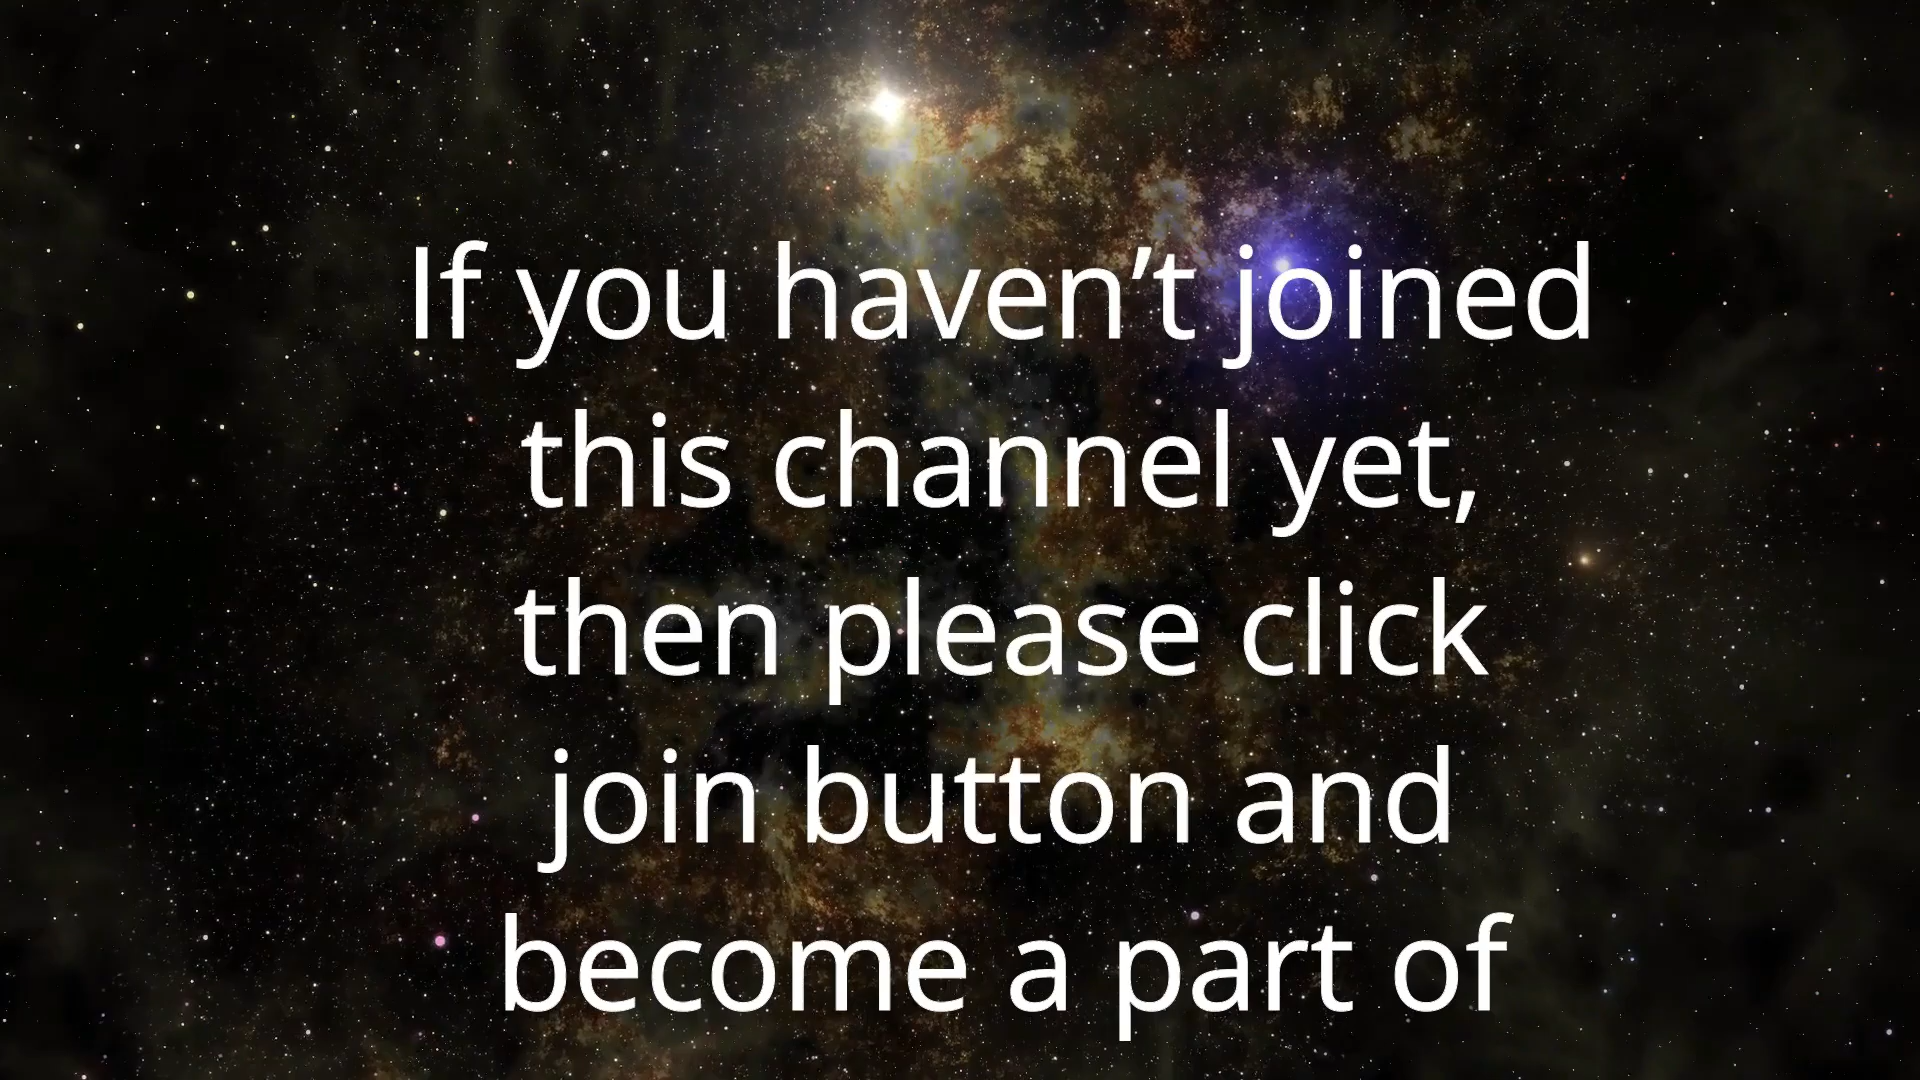 If you haven’t joined
this channel yet,
then please click
join button and
become a part of